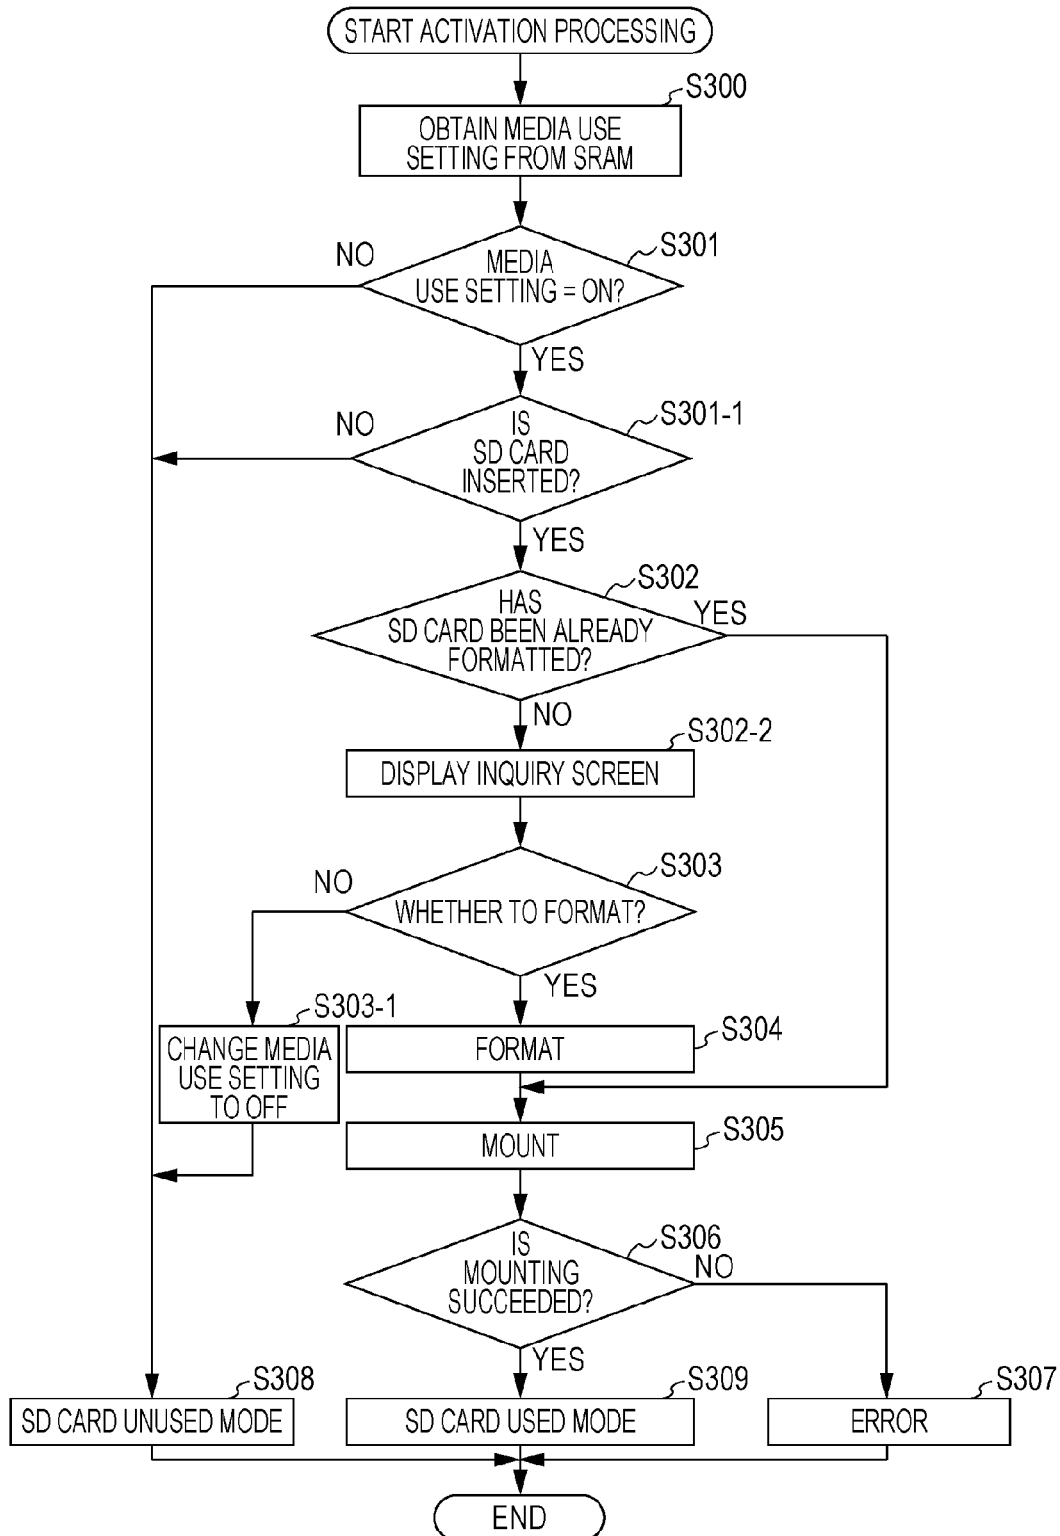 START ACTIVATION PROCESSING
S300
OBTAIN MEDIA USE
SETTING FROM SRAM
S301
NO
MEDIA
USE SETTING = ON?
YES
S301-1
NO
IS
SD CARD
INSERTED?
YES
S302
HAS
SD CARD BEEN ALREADY
FORMATTED?
YES
NO
S302-2
DISPLAY INQUIRY SCREEN
S303
NO
WHETHER TO FORMAT?
YES
S303-1
CHANGE MEDIA
USE SETTING
TO OFF
S304
FORMAT
S305
MOUNT
S306
IS
MOUNTING
SUCCEEDED?
NO
YES
S308
SD CARD UNUSED MODE
S309
SD CARD USED MODE
S307
ERROR
END